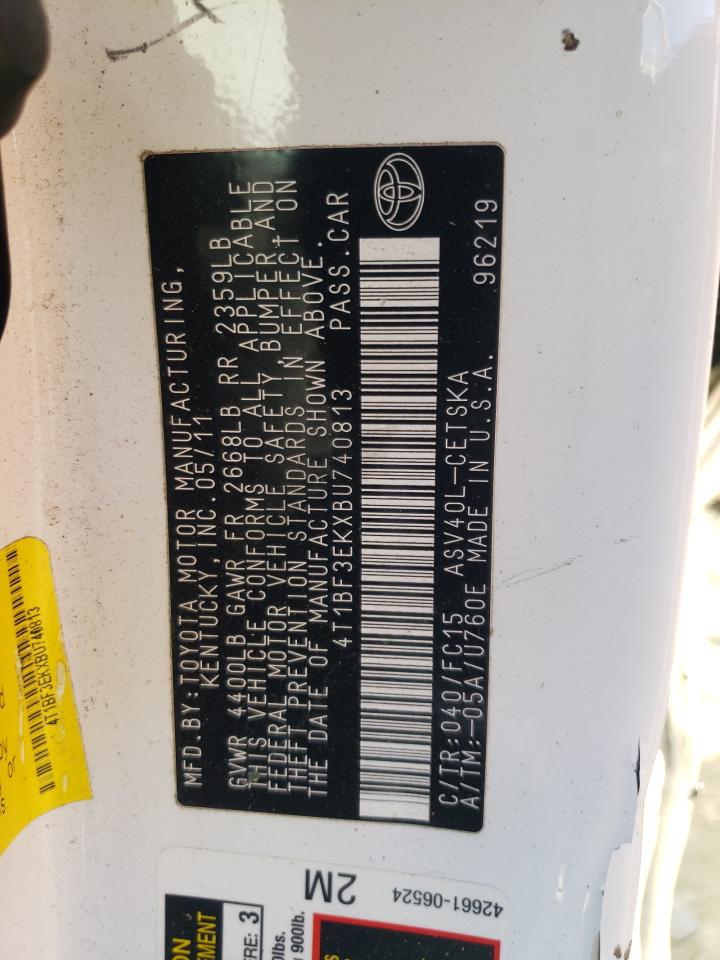 MFD. BY: TOYOTA MOTOR MANUFACTURING,
KENTUCKY, INC. 05/11
GVWR 4400LB GAWR FR 2668LB RR 2359LB
THIS VEHICLE CONFORMS TO ALL APPLICABLE
FEDERAL MOTOR VEHICLE SAFETY, BUMPER, AND
THEFT PREVENTION STANDARDS IN EFFECT ON
THE DATE OF MANUFACTURE SHOWN ABOVE.
4T1BF3EKXBU740813 PASS. CAR
C/TR: 040/FC15 ASV40L-CETSKA
A/TM: -05A/U760E MADE IN U.S.A. 96219
4T1BF3EKXBU740813
2M
42661-06524
3
900lb.